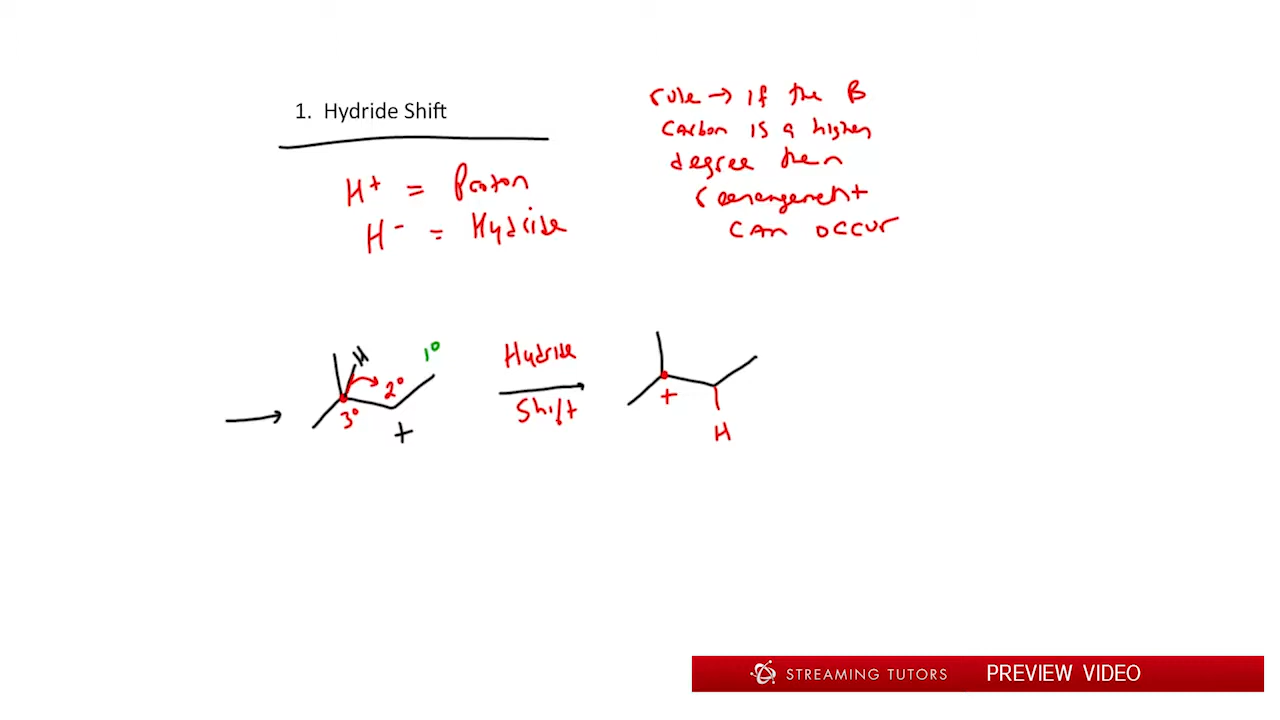 1. Hydride Shift
H+ = Proton
H- = Hydride
rule → if the B
carbon is a higher
degree then
rearrangement
can occur
H
1°
2°
3°
+
Hydride
Shift
+
H
STREAMING TUTORS PREVIEW VIDEO